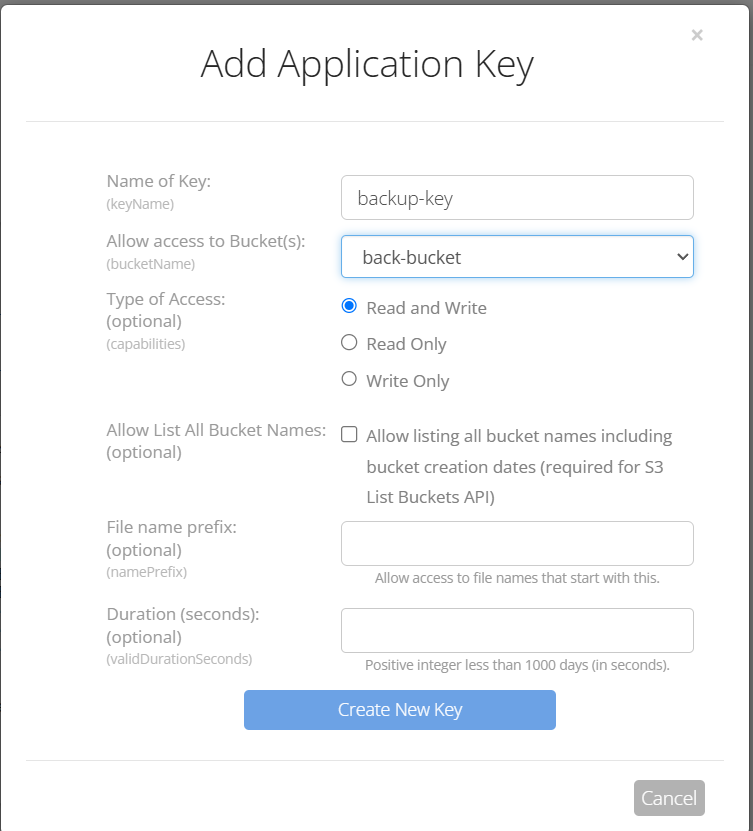 ×
Add Application Key
Name of Key:
(keyName)
backup-key
Allow access to Bucket(s):
(bucketName)
back-bucket
Type of Access:
(optional)
(capabilities)
Read and Write
Read Only
Write Only
Allow List All Bucket Names:
(optional)
Allow listing all bucket names including
bucket creation dates (required for S3
List Buckets API)
File name prefix:
(optional)
(namePrefix)
Allow access to file names that start with this.
Duration (seconds):
(optional)
(validDurationSeconds)
Positive integer less than 1000 days (in seconds).
Create New Key
Cancel